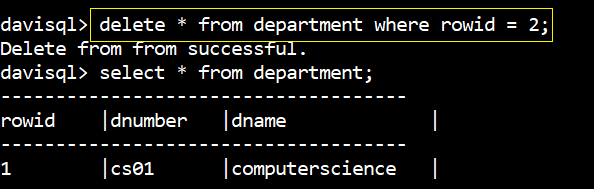 davisql> delete * from department where rowid = 2;
Delete from from successful.
davisql> select * from department;
--------------------------------------
rowid |dnumber |dname |
--------------------------------------
1 |cs01 |computerscience |